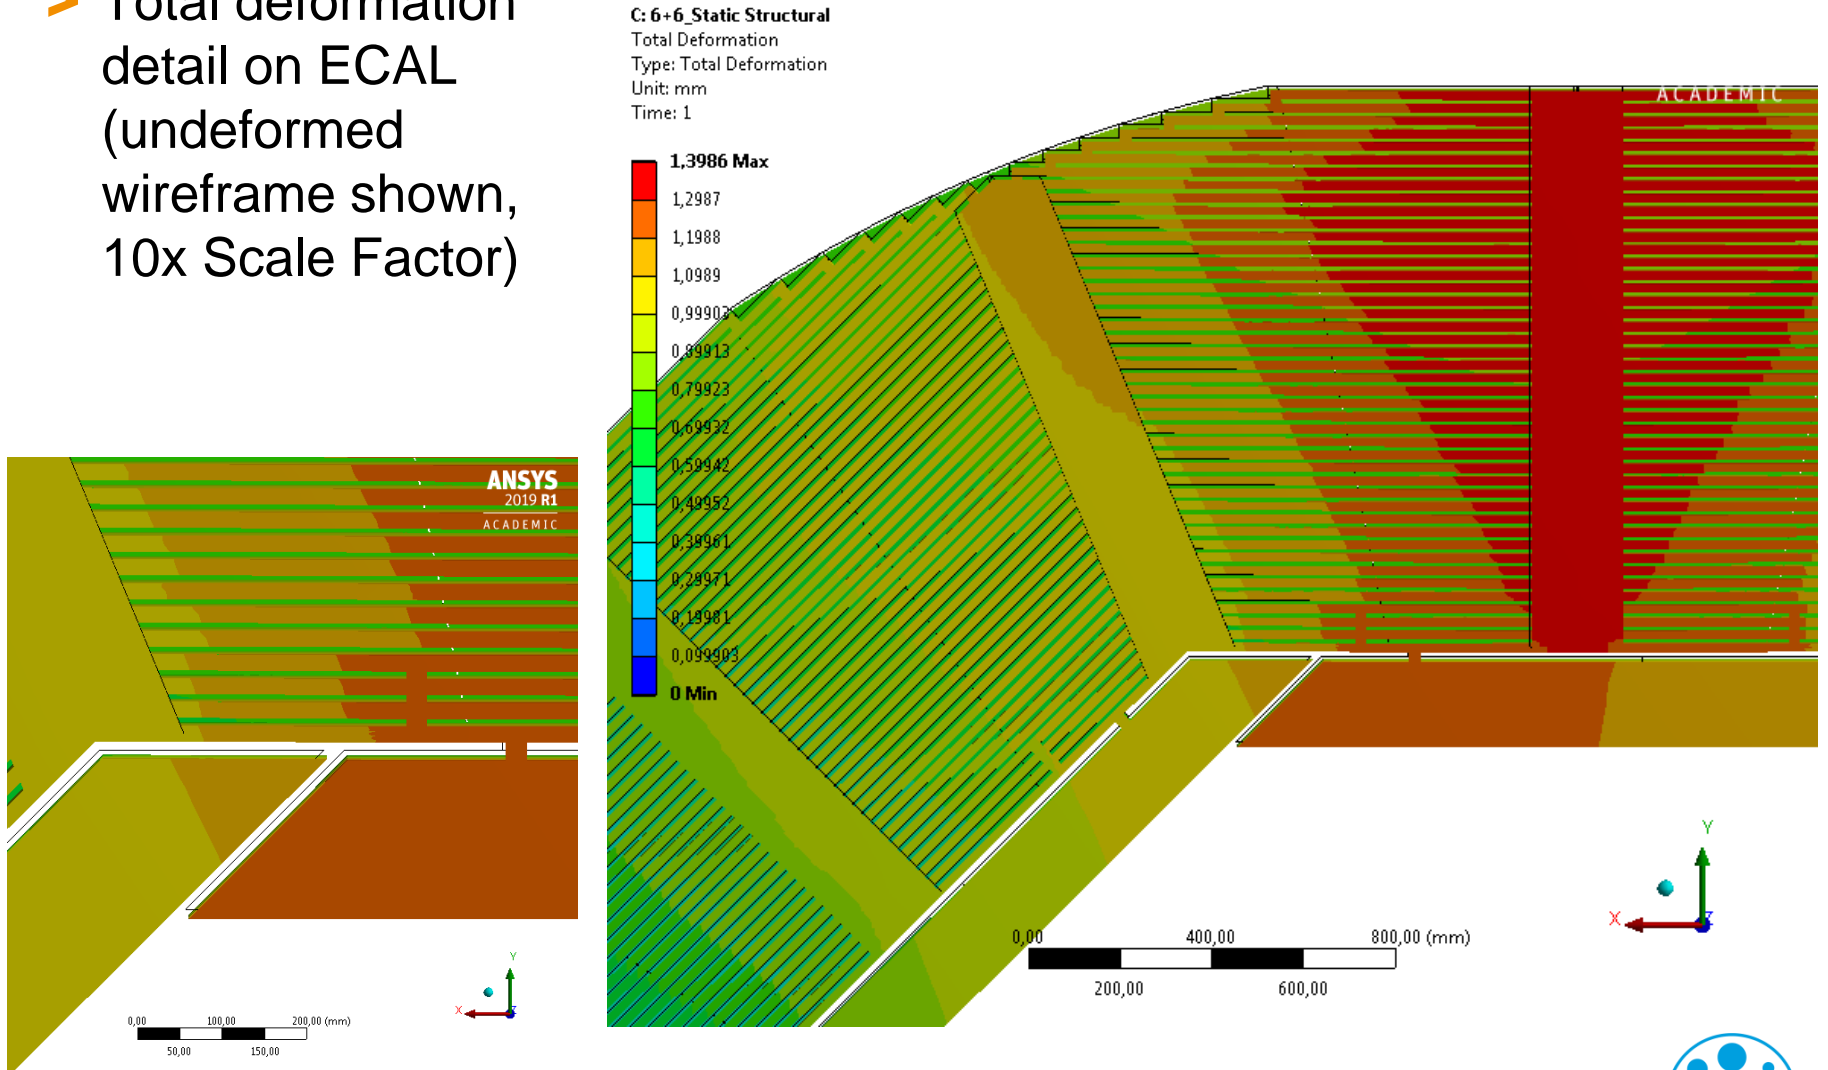 > Total deformation
detail on ECAL
(undeformed
wireframe shown,
10x Scale Factor)
C: 6+6_Static Structural
Total Deformation
Type: Total Deformation
Unit: mm
Time: 1
1,3986 Max
1,2987
1,1988
1,0989
0,99903
0,89913
0,79923
0,69932
0,59942
0,49952
0,39961
0,29971
0,19981
0,099903
0 Min
ACADEMIC
0,00 400,00 800,00 (mm)
200,00 600,00
Y
X
Z
ANSYS
2019 R1
ACADEMIC
0,00 100,00 200,00 (mm)
50,00 150,00
Y
X